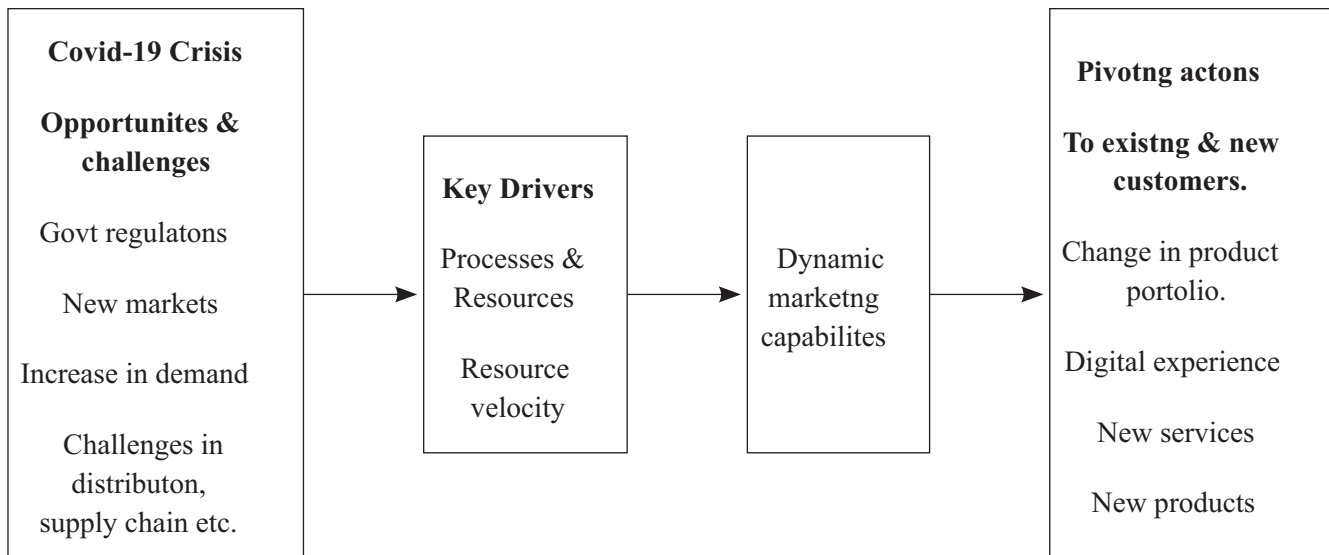 Covid-19 Crisis
Opportunites &
challenges
Govt regulatons
New markets
Increase in demand
Challenges in
distributon,
supply chain etc.
Key Drivers
Processes &
Resources
Resource
velocity
Dynamic
marketng
capabilites
Pivotng actons
To existng & new
customers.
Change in product
portolio.
Digital experience
New services
New products